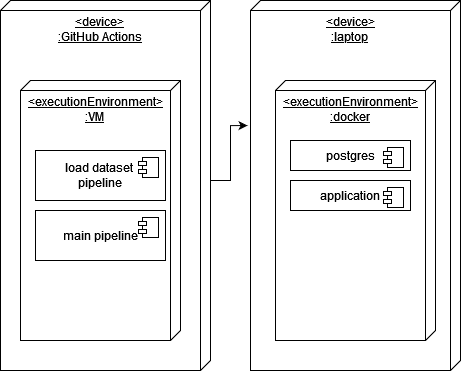 <device>
:GitHub Actions
<executionEnvironment>
:VM
load dataset
pipeline
main pipeline
<device>
:laptop
<executionEnvironment>
:docker
postgres
application